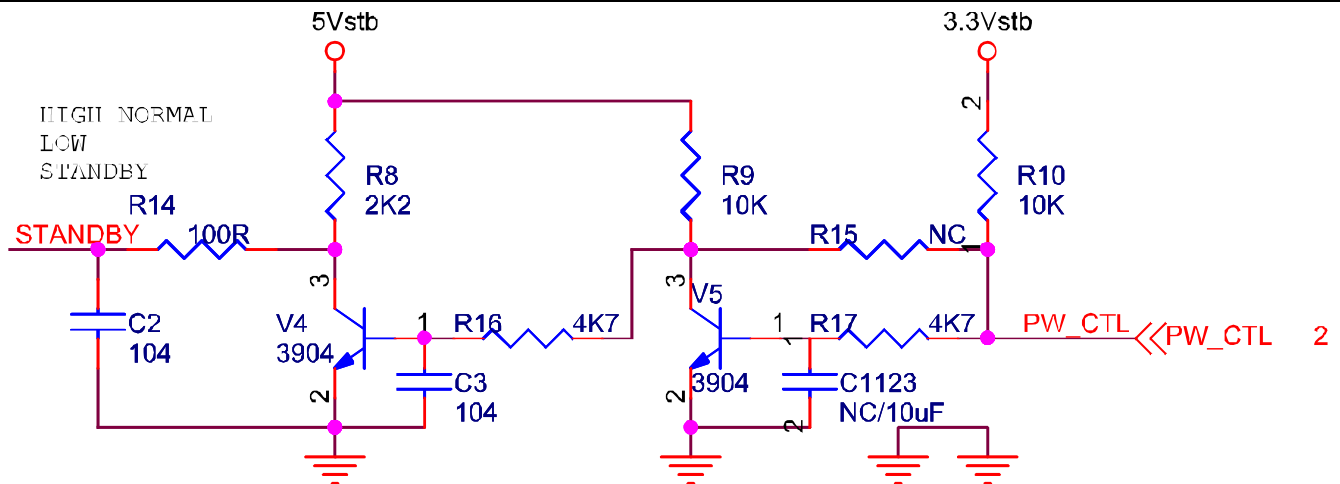 5Vstb
3.3Vstb
HIGH NORMAL
LOW
STANDBY
2
R8
2K2
R9
10K
R10
10K
R14
100R
STANDBY
R15
NC
1
3
3
V5
C2
104
V4
3904
1
R16
4K7
1
1
R17
4K7
PW_CTL
PW_CTL
2
3904
2
C3
104
2
C1123
NC/10uF
2